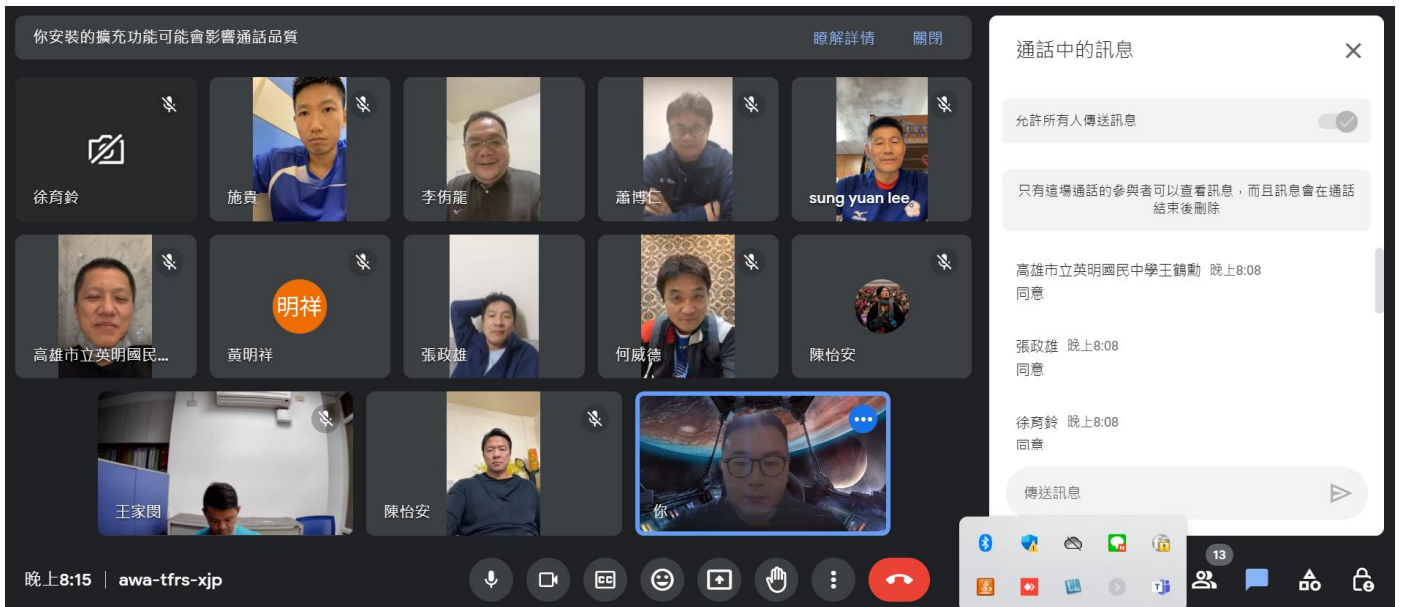 你安裝的擴充功能可能會影響通話品質
瞭解詳情
關閉
徐育鈴
施貴
李侑龍
蕭博仁
sung yuan lee
高雄市立英明國民...
明祥
黃明祥
張政雄
何威德
陳怡安
王家閔
陳怡安
你
晚上8:15 | awa-tfrs-xjp
CC
13
通話中的訊息
允許所有人傳送訊息
只有這場通話的參與者可以查看訊息，而且訊息會在通話
結束後刪除
高雄市立英明國民中學王鶴勳 晚上8:08
同意
張政雄 晚上8:08
同意
徐育鈴 晚上8:08
同意
傳送訊息